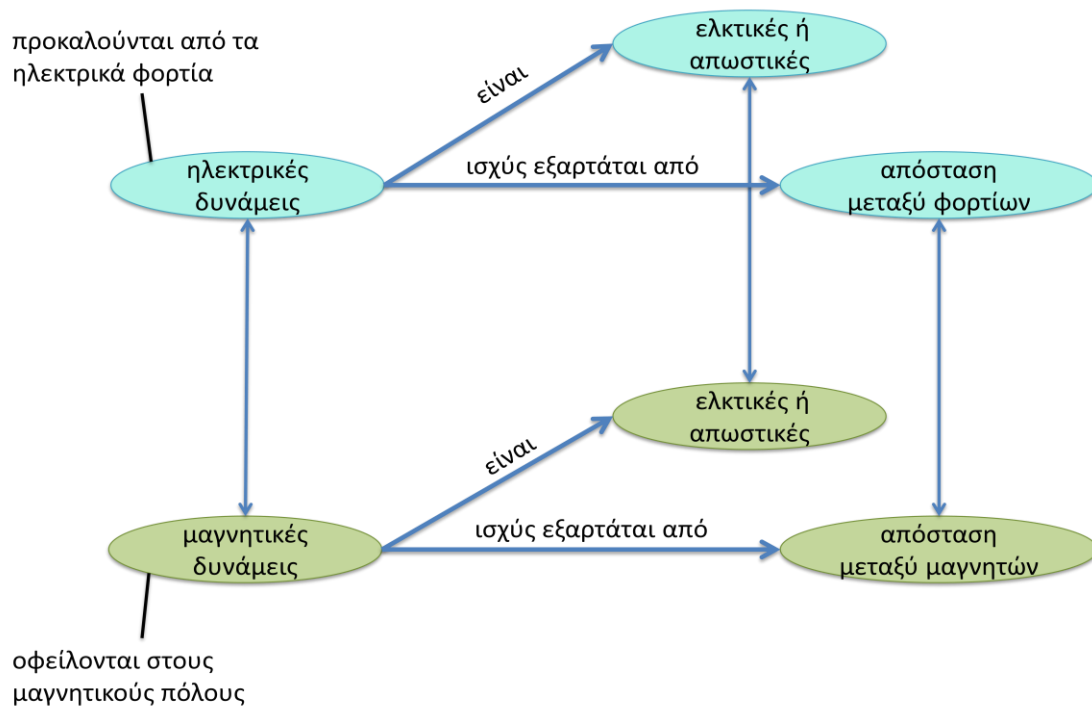 προκαλούνται από τα
ηλεκτρικά φορτία
ελκτικές ή
απωστικές
είναι
ηλεκτρικές
δυνάμεις
ισχύς εξαρτάται από
απόσταση
μεταξύ φορτίων
ελκτικές ή
απωστικές
είναι
μαγνητικές
δυνάμεις
ισχύς εξαρτάται από
απόσταση
μεταξύ μαγνητών
οφείλονται στους
μαγνητικούς πόλους